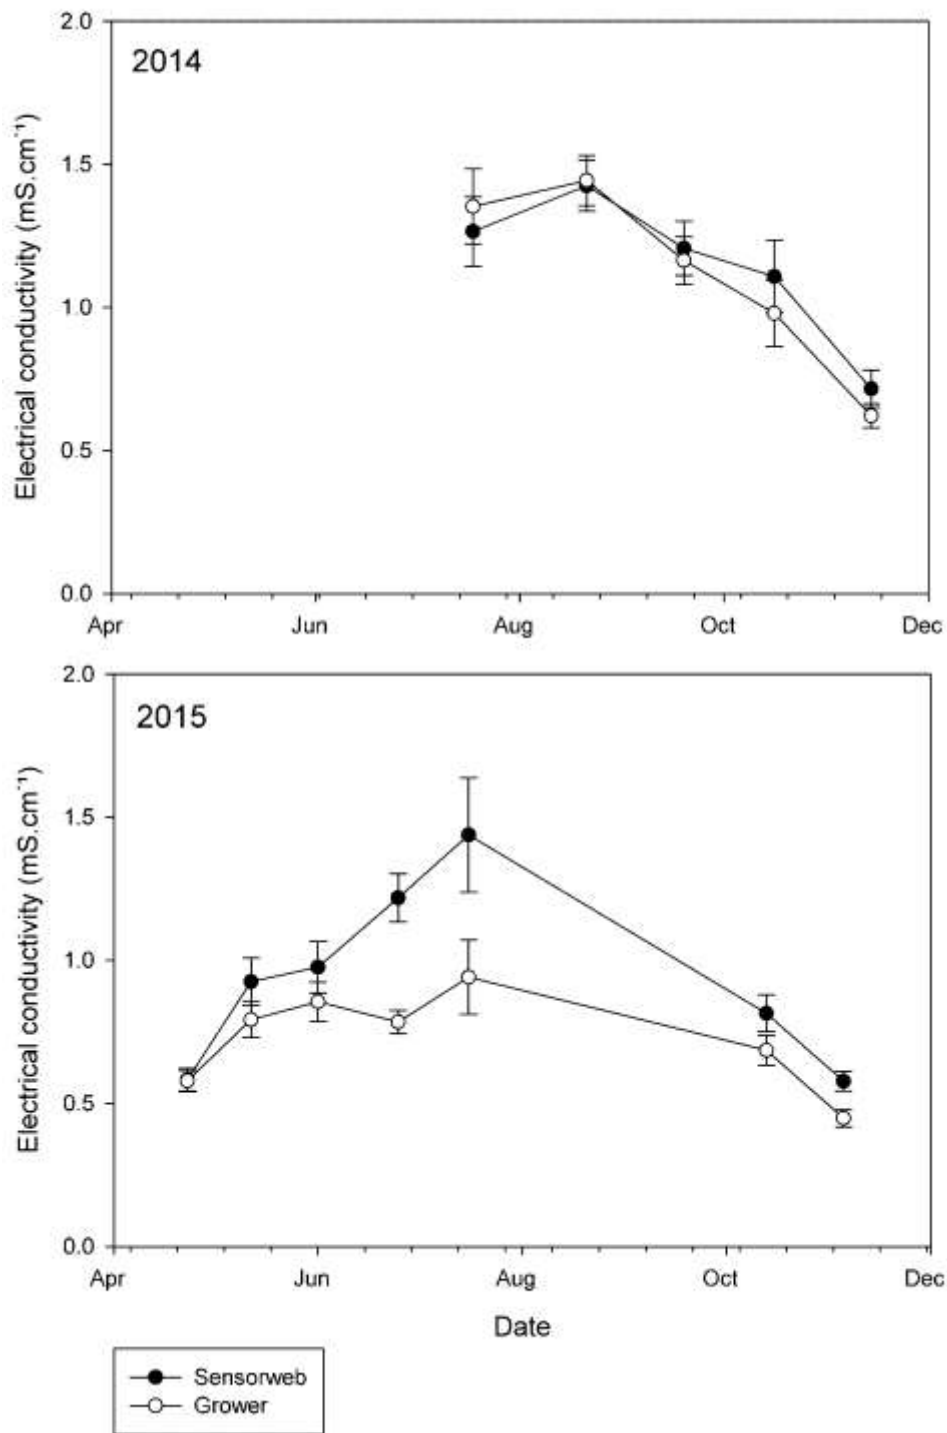 2014
Electrical conductivity (mS.cm⁻¹)
2.0
1.5
1.0
0.5
0.0
Apr Jun Aug Oct Dec
2015
Electrical conductivity (mS.cm⁻¹)
2.0
1.5
1.0
0.5
0.0
Apr Jun Aug Oct Dec
Date
Sensorweb
Grower